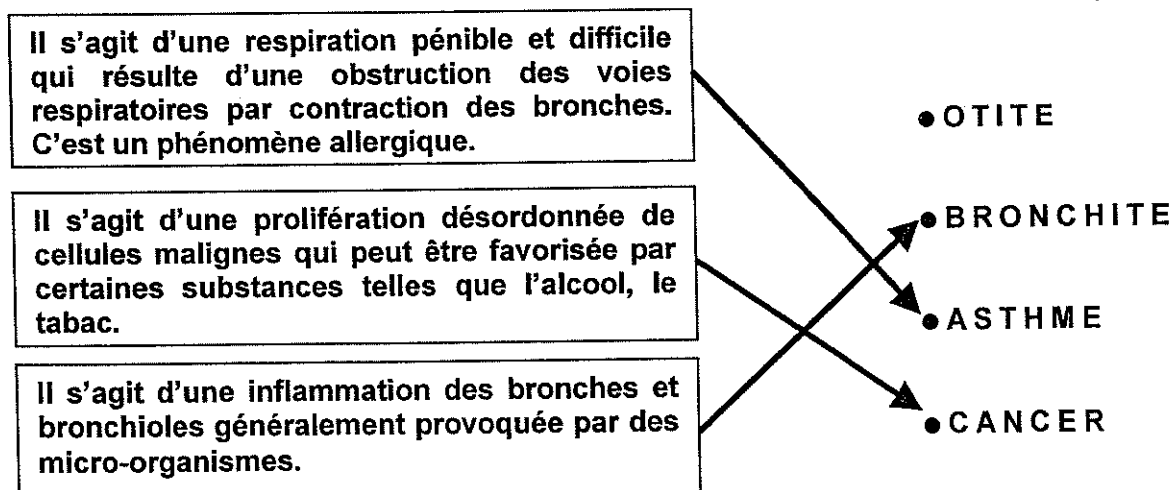 Il s'agit d'une respiration pénible et difficile
qui résulte d'une obstruction des voies
respiratoires par contraction des bronches.
C'est un phénomène allergique.
Il s'agit d'une prolifération désordonnée de
cellules malignes qui peut être favorisée par
certaines substances telles que l'alcool, le
tabac.
Il s'agit d'une inflammation des bronches et
bronchioles généralement provoquée par des
micro-organismes.
• OTITE
• BRONCHITE
• ASTHME
• CANCER